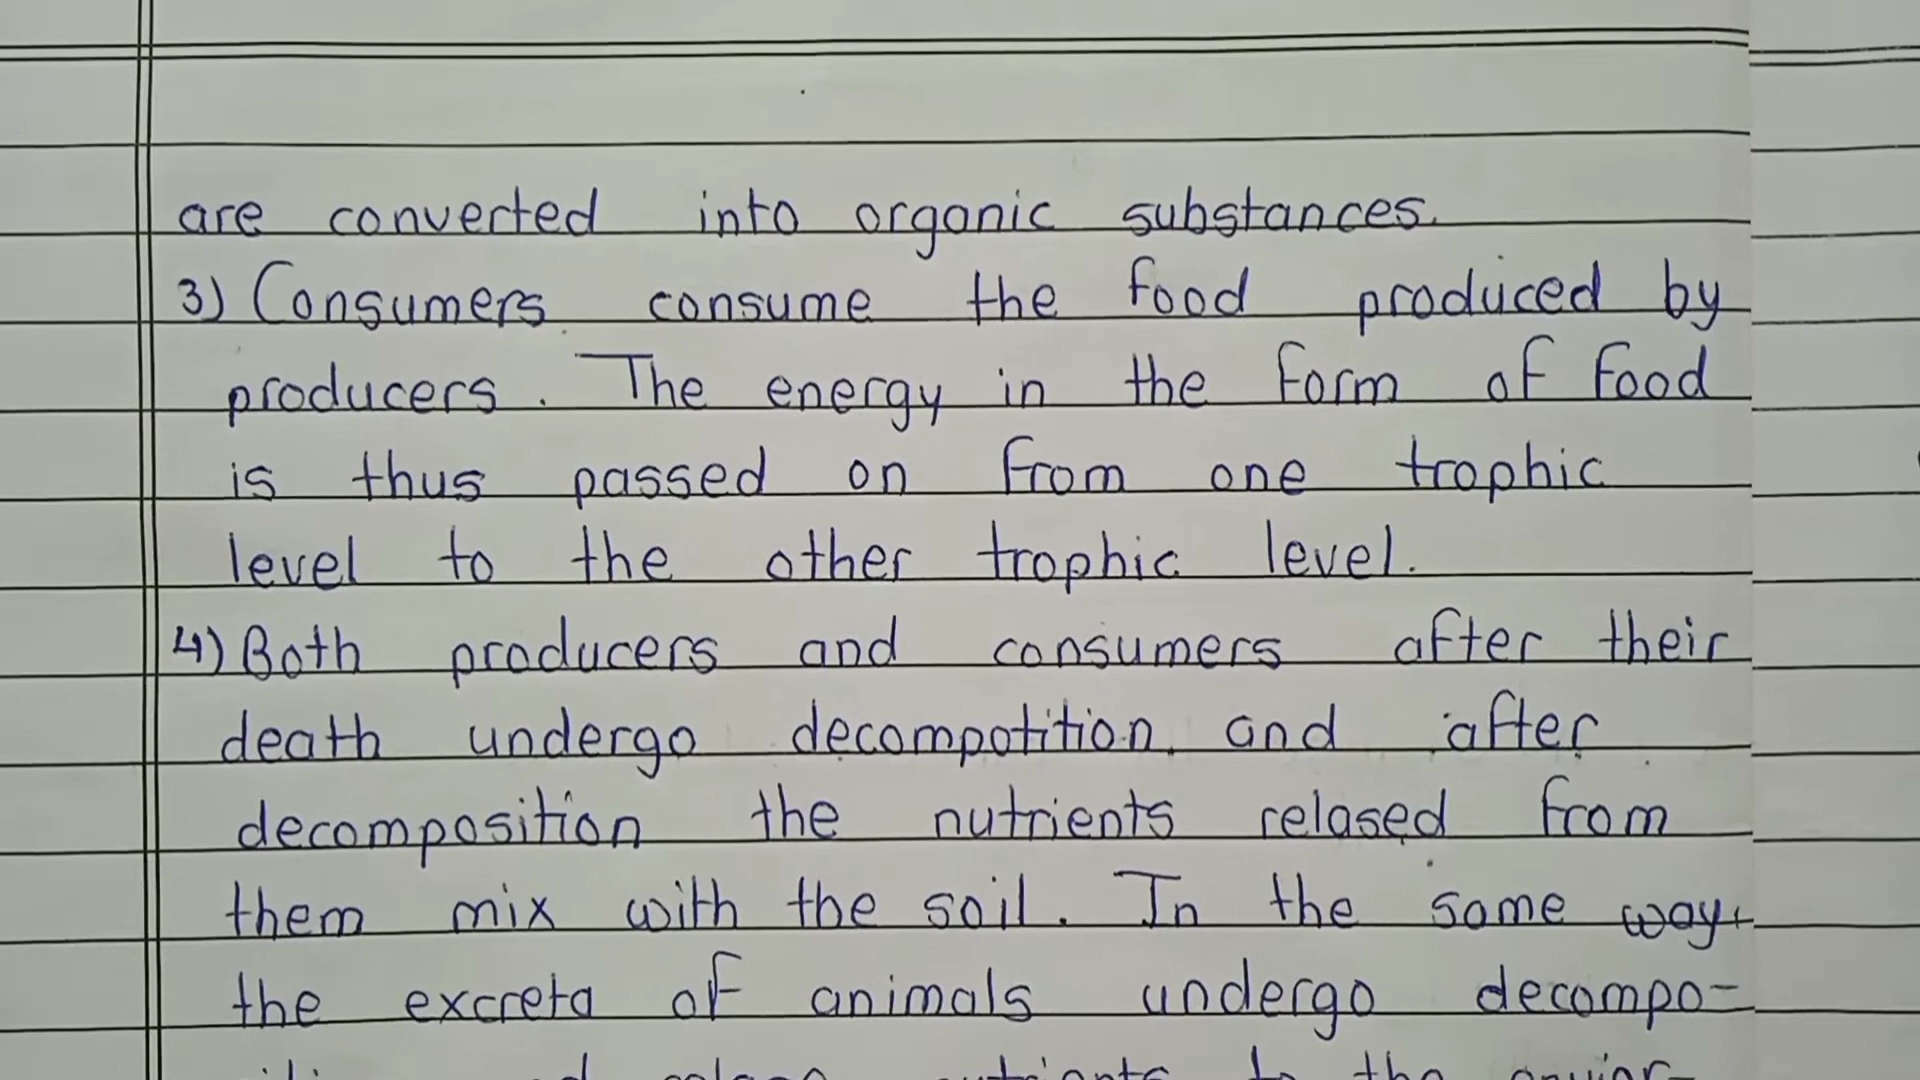 are converted into organic substances.
3) Consumers consume the food produced by
producers. The energy in the form of food
is thus passed on from one trophic
level to the other trophic level.
4) Both producers and consumers after their
death undergo decompotition and after
decomposition the nutrients relased from
them mix with the soil. In the same way,
the excreta of animals undergo decompo-
nutrients to the